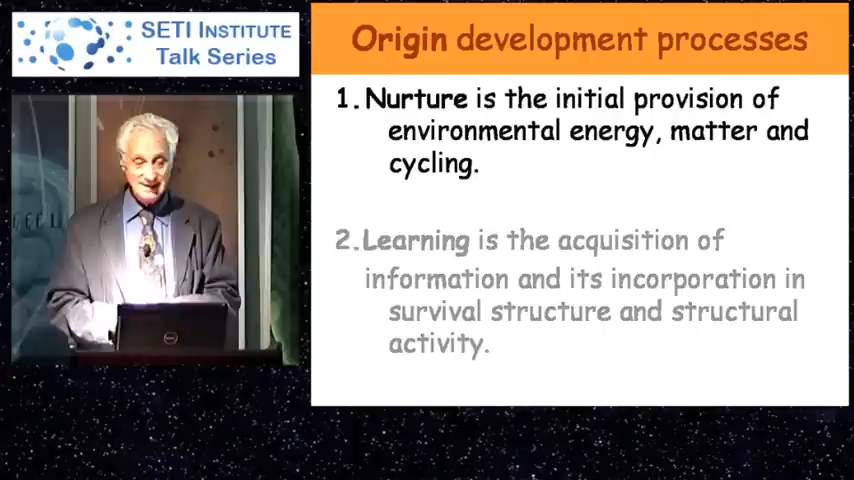 SETI INSTITUTE
Talk Series
Origin development processes
1. Nurture is the initial provision of
environmental energy, matter and
cycling.
2. Learning is the acquisition of
information and its incorporation in
survival structure and structural
activity.
DELL